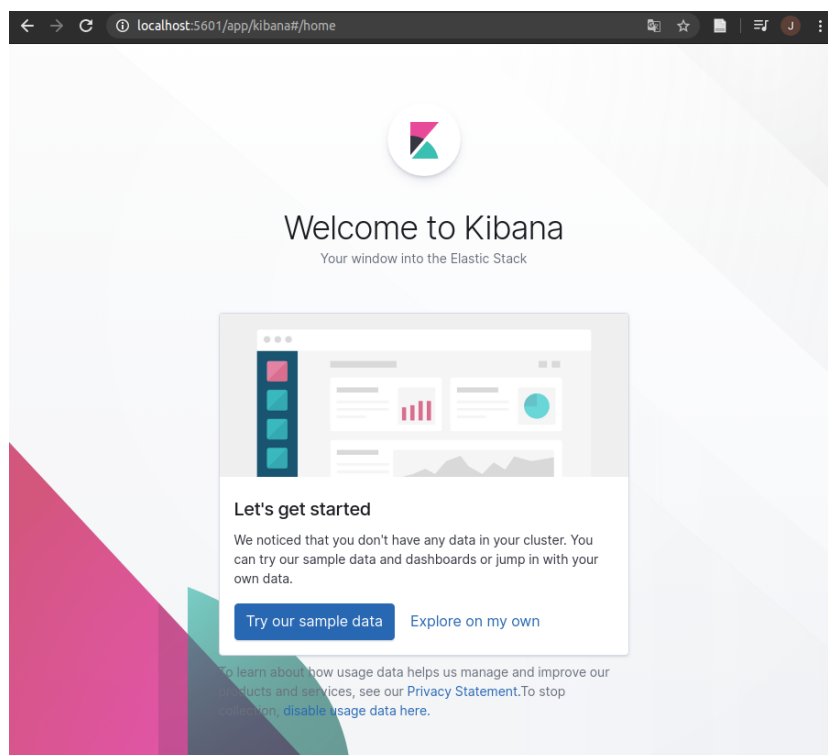 localhost:5601/app/kibana#/home
J
Welcome to Kibana
Your window into the Elastic Stack
Let's get started
We noticed that you don't have any data in your cluster. You
can try our sample data and dashboards or jump in with your
own data.
Try our sample data Explore on my own
To learn about how usage data helps us manage and improve our
products and services, see our Privacy Statement.To stop
collection, disable usage data here.